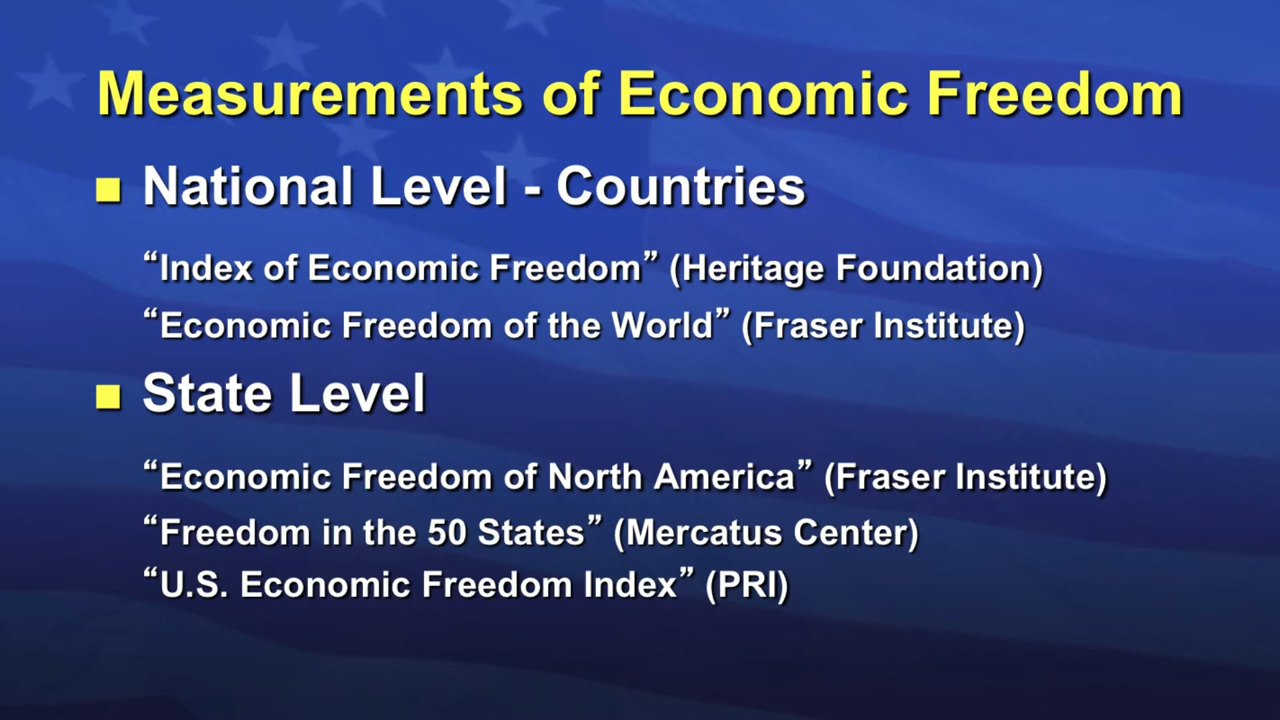 Measurements of Economic Freedom
National Level - Countries
“Index of Economic Freedom” (Heritage Foundation)
“Economic Freedom of the World” (Fraser Institute)
State Level
“Economic Freedom of North America” (Fraser Institute)
“Freedom in the 50 States” (Mercatus Center)
“U.S. Economic Freedom Index” (PRI)